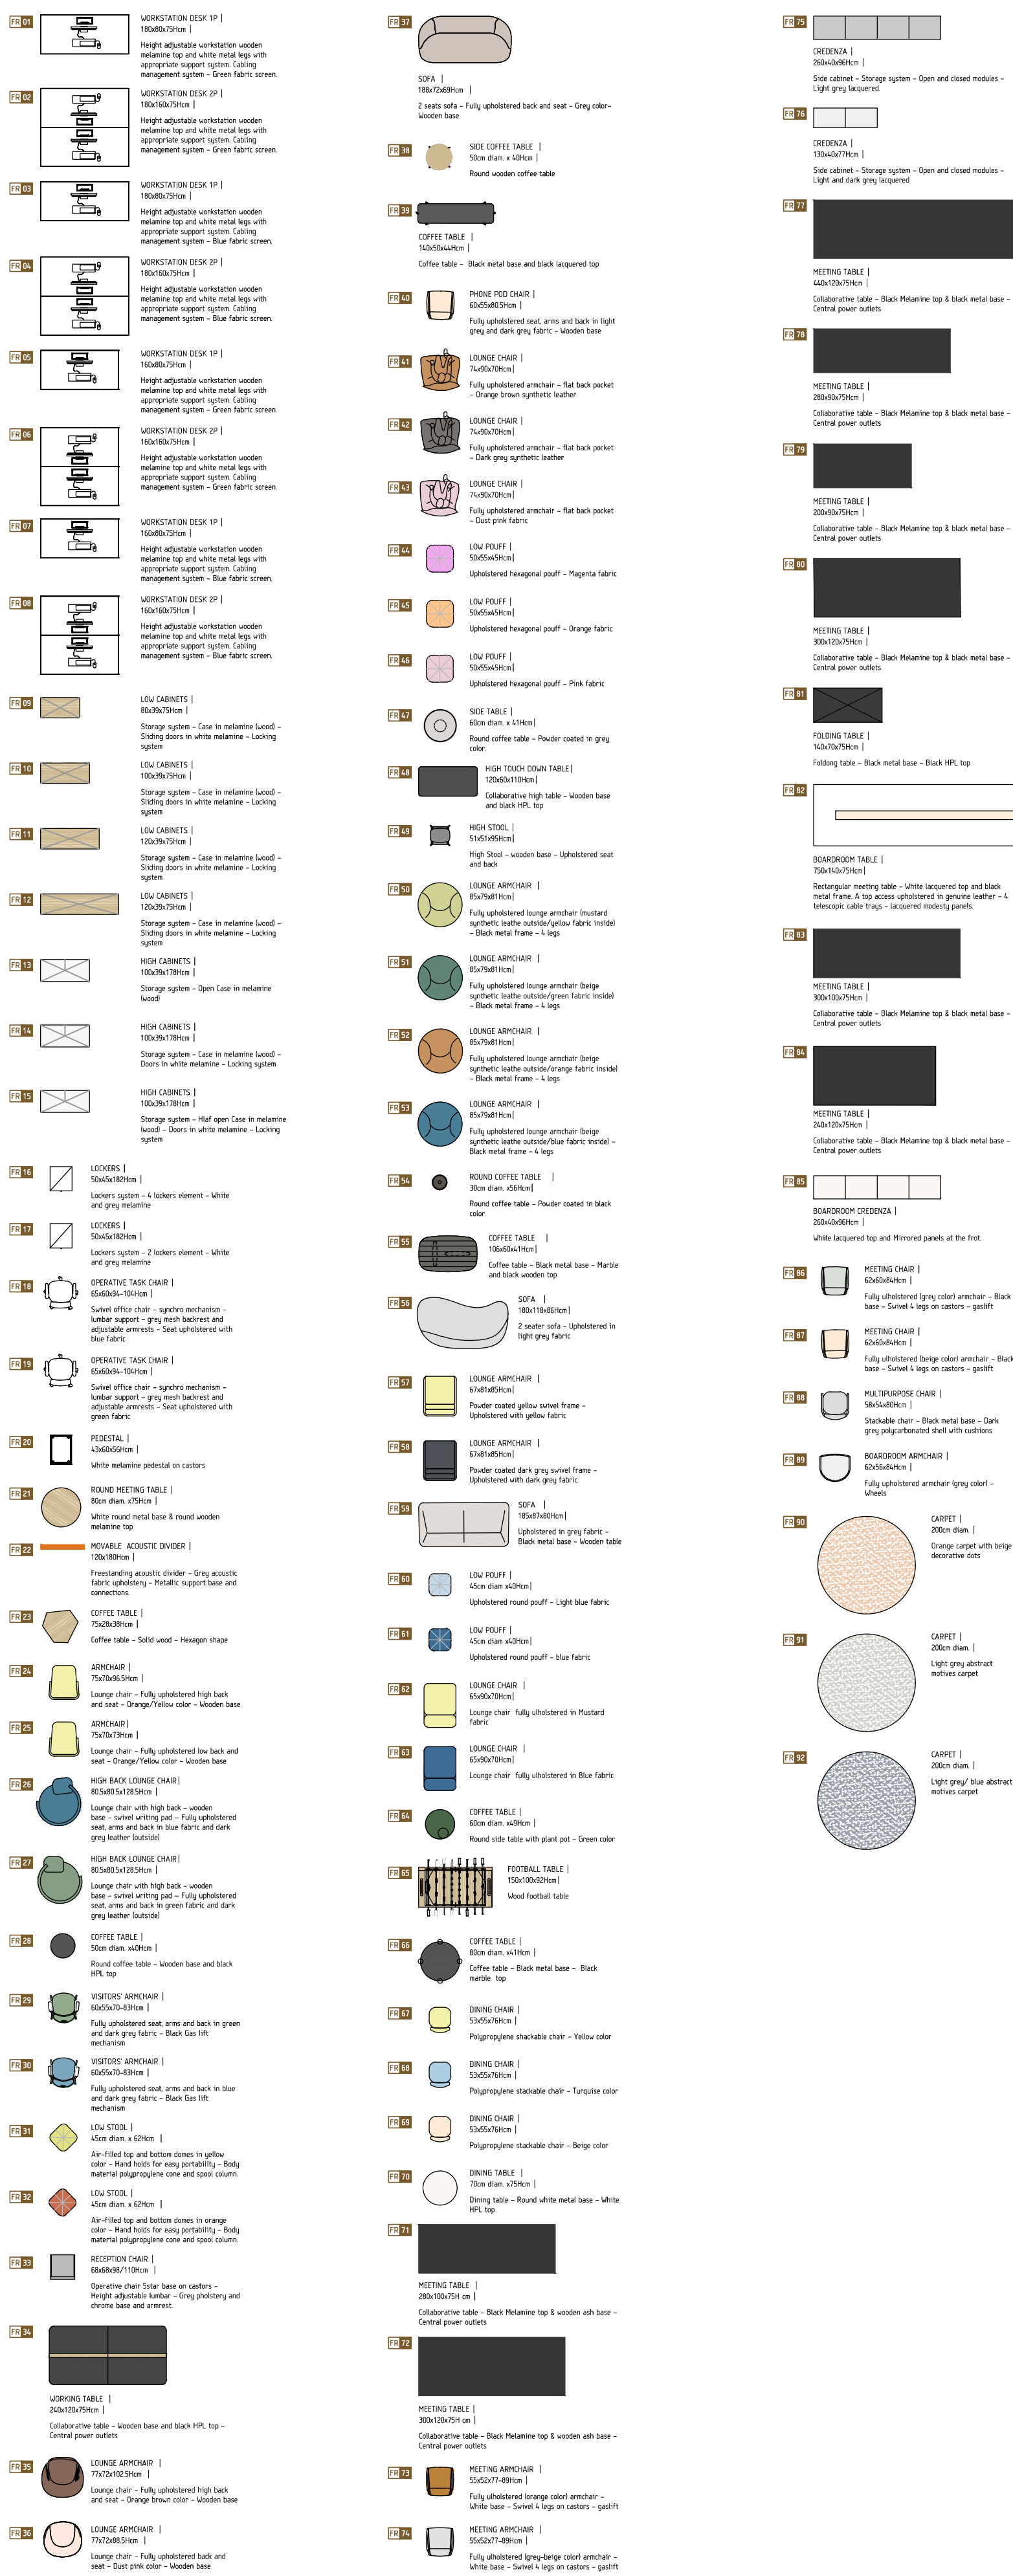 FR 01
WORKSTATION DESK 1P |
180x80x75Hcm |
Height adjustable workstation wooden
melamine top and white metal legs with
appropriate support system. Cabling
management system – Green fabric screen.
FR 02
WORKSTATION DESK 2P |
180x160x75Hcm |
Height adjustable workstation wooden
melamine top and white metal legs with
appropriate support system. Cabling
management system – Green fabric screen.
FR 03
WORKSTATION DESK 1P |
180x80x75Hcm |
Height adjustable workstation wooden
melamine top and white metal legs with
appropriate support system. Cabling
management system – Blue fabric screen.
FR 04
WORKSTATION DESK 2P |
180x160x75Hcm |
Height adjustable workstation wooden
melamine top and white metal legs with
appropriate support system. Cabling
management system – Blue fabric screen.
FR 05
WORKSTATION DESK 1P |
160x80x75Hcm |
Height adjustable workstation wooden
melamine top and white metal legs with
appropriate support system. Cabling
management system – Green fabric screen.
FR 06
WORKSTATION DESK 2P |
160x160x75Hcm |
Height adjustable workstation wooden
melamine top and white metal legs with
appropriate support system. Cabling
management system – Green fabric screen.
FR 07
WORKSTATION DESK 1P |
160x80x75Hcm |
Height adjustable workstation wooden
melamine top and white metal legs with
appropriate support system. Cabling
management system – Blue fabric screen.
FR 08
WORKSTATION DESK 2P |
160x160x75Hcm |
Height adjustable workstation wooden
melamine top and white metal legs with
appropriate support system. Cabling
management system – Blue fabric screen.
FR 09
LOW CABINETS |
80x39x75Hcm |
Storage system – Case in melamine (wood) –
Sliding doors in white melamine – Locking
system
FR 10
LOW CABINETS |
100x39x75Hcm |
Storage system – Case in melamine (wood) –
Sliding doors in white melamine – Locking
system
FR 11
LOW CABINETS |
120x39x75Hcm |
Storage system – Case in melamine (wood) –
Sliding doors in white melamine – Locking
system
FR 12
LOW CABINETS |
120x39x75Hcm |
Storage system – Case in melamine (wood) –
Sliding doors in white melamine – Locking
system
FR 13
HIGH CABINETS |
100x39x178Hcm |
Storage system – Open Case in melamine
(wood)
FR 14
HIGH CABINETS |
100x39x178Hcm |
Storage system – Case in melamine (wood) –
Doors in white melamine – Locking system
FR 15
HIGH CABINETS |
100x39x178Hcm |
Storage system – Hlaf open Case in melamine
(wood) – Doors in white melamine – Locking
system
FR 16
LOCKERS |
50x45x182Hcm |
Lockers system – 4 lockers element – White
and grey melamine
FR 17
LOCKERS |
50x45x182Hcm |
Lockers system – 2 lockers element – White
and grey melamine
FR 18
OPERATIVE TASK CHAIR |
65x60x94–104Hcm |
Swivel office chair – synchro mechanism –
lumbar support – grey mesh backrest and
adjustable armrests – Seat upholstered with
blue fabric
FR 19
OPERATIVE TASK CHAIR |
65x60x94–104Hcm |
Swivel office chair – synchro mechanism –
lumbar support – grey mesh backrest and
adjustable armrests – Seat upholstered with
green fabric
FR 20
PEDESTAL |
43x60x56Hcm |
White melamine pedestal on castors
FR 21
ROUND MEETING TABLE |
80cm diam. x75Hcm |
White round metal base & round wooden
melamine top
FR 22
MOVABLE ACOUSTIC DIVIDER |
120x180Hcm |
Freestanding acoustic divider – Grey acoustic
fabric upholstery – Metallic support base and
connections.
FR 23
COFFEE TABLE |
75x28x38Hcm |
Coffee table – Solid wood – Hexagon shape
FR 24
ARMCHAIR |
75x70x96.5Hcm |
Lounge chair – Fully upholstered high back
and seat – Orange/Yellow color – Wooden base
FR 25
ARMCHAIR|
75x70x73Hcm |
Lounge chair – Fully upholstered low back and
seat – Orange/Yellow color – Wooden base
FR 26
HIGH BACK LOUNGE CHAIR|
80.5x80.5x128.5Hcm |
Lounge chair with high back – wooden
base – swivel writing pad – Fully upholstered
seat, arms and back in blue fabric and dark
grey leather (outside)
FR 27
HIGH BACK LOUNGE CHAIR|
80.5x80.5x128.5Hcm |
Lounge chair with high back – wooden
base – swivel writing pad – Fully upholstered
seat, arms and back in green fabric and dark
grey leather (outside)
FR 28
COFFEE TABLE |
50cm diam. x40Hcm |
Round coffee table – Wooden base and black
HPL top
FR 29
VISITORS' ARMCHAIR |
60x55x70–83Hcm |
Fully upholstered seat, arms and back in green
and dark grey fabric – Black Gas lift
mechanism
FR 30
VISITORS' ARMCHAIR |
60x55x70–83Hcm |
Fully upholstered seat, arms and back in blue
and dark grey fabric – Black Gas lift
mechanism
FR 31
LOW STOOL |
45cm diam. x 62Hcm |
Air-filled top and bottom domes in yellow
color – Hand holds for easy portability – Body
material polypropylene cone and spool column.
FR 32
LOW STOOL |
45cm diam. x 62Hcm |
Air-filled top and bottom domes in orange
color – Hand holds for easy portability – Body
material polypropylene cone and spool column.
FR 33
RECEPTION CHAIR |
68x68x98/110Hcm |
Operative chair 5star base on castors –
Height adjustable lumbar – Grey pholstery and
chrome base and armrest.
FR 34
WORKING TABLE |
240x120x75Hcm |
Collaborative table – Wooden base and black HPL top –
Central power outlets
FR 35
LOUNGE ARMCHAIR |
77x72x102.5Hcm |
Lounge chair – Fully upholstered high back
and seat – Orange brown color – Wooden base
FR 36
LOUNGE ARMCHAIR |
77x72x88.5Hcm |
Lounge chair – Fully upholstered back and
seat – Dust pink color – Wooden base
FR 37
SOFA |
188x72x69Hcm |
2 seats sofa – Fully upholstered back and seat – Grey color–
Wooden base
FR 38
SIDE COFFEE TABLE |
50cm diam. x 40Hcm |
Round wooden coffee table
FR 39
COFFEE TABLE |
140x50x44Hcm |
Coffee table – Black metal base and black lacquered top
FR 40
PHONE POD CHAIR |
60x55x80.5Hcm |
Fully upholstered seat, arms and back in light
grey and dark grey fabric – Wooden base
FR 41
LOUNGE CHAIR |
74x90x70Hcm|
Fully upholstered armchair – flat back pocket
– Orange brown synthetic leather
FR 42
LOUNGE CHAIR |
74x90x70Hcm|
Fully upholstered armchair – flat back pocket
– Dark grey synthetic leather
FR 43
LOUNGE CHAIR |
74x90x70Hcm|
Fully upholstered armchair – flat back pocket
– Dust pink fabric
FR 44
LOW POUFF |
50x55x45Hcm|
Upholstered hexagonal pouff – Magenta fabric
FR 45
LOW POUFF |
50x55x45Hcm|
Upholstered hexagonal pouff – Orange fabric
FR 46
LOW POUFF |
50x55x45Hcm|
Upholstered hexagonal pouff – Pink fabric
FR 47
SIDE TABLE |
60cm diam. x 41Hcm|
Round coffee table – Powder coated in grey
color.
FR 48
HIGH TOUCH DOWN TABLE|
120x60x110Hcm|
Collaborative high table – Wooden base
and black HPL top
FR 49
HIGH STOOL |
51x51x95Hcm|
High Stool – wooden base – Upholstered seat
and back
FR 50
LOUNGE ARMCHAIR |
85x79x81Hcm|
Fully upholstered lounge armchair (mustard
synthetic leathe outside/yellow fabric inside)
– Black metal frame – 4 legs
FR 51
LOUNGE ARMCHAIR |
85x79x81Hcm|
Fully upholstered lounge armchair (beige
synthetic leathe outside/green fabric inside)
– Black metal frame – 4 legs
FR 52
LOUNGE ARMCHAIR |
85x79x81Hcm|
Fully upholstered lounge armchair (beige
synthetic leathe outside/orange fabric inside)
– Black metal frame – 4 legs
FR 53
LOUNGE ARMCHAIR |
85x79x81Hcm|
Fully upholstered lounge armchair (beige
synthetic leathe outside/blue fabric inside) –
Black metal frame – 4 legs
FR 54
ROUND COFFEE TABLE |
30cm diam. x56Hcm|
Round coffee table – Powder coated in black
color.
FR 55
COFFEE TABLE |
106x60x41Hcm|
Coffee table – Black metal base – Marble
and black wooden top
FR 56
SOFA |
180x118x86Hcm|
2 seater sofa – Upholstered in
light grey fabric
FR 57
LOUNGE ARMCHAIR |
67x81x85Hcm|
Powder coated yellow swivel frame –
Upholstered with yellow fabric
FR 58
LOUNGE ARMCHAIR |
67x81x85Hcm|
Powder coated dark grey swivel frame –
Upholstered with dark grey fabric
FR 59
SOFA |
185x87x80Hcm|
Upholstered in grey fabric –
Black metal base – Wooden table
FR 60
LOW POUFF |
45cm diam x40Hcm|
Upholstered round pouff – Light blue fabric
FR 61
LOW POUFF |
45cm diam x40Hcm|
Upholstered round pouff – blue fabric
FR 62
LOUNGE CHAIR |
65x90x70Hcm|
Lounge chair fully ulholstered in Mustard
fabric
FR 63
LOUNGE CHAIR |
65x90x70Hcm|
Lounge chair fully ulholstered in Blue fabric
FR 64
COFFEE TABLE |
60cm diam. x49Hcm|
Round side table with plant pot – Green color
FR 65
FOOTBALL TABLE |
150x100x92Hcm|
Wood football table
FR 66
COFFEE TABLE |
80cm diam. x41Hcm|
Coffee table – Black metal base – Black
marble top
FR 67
DINING CHAIR |
53x55x76Hcm|
Polypropylene shackable chair – Yellow color
FR 68
DINING CHAIR |
53x55x76Hcm|
Polypropylene stackable chair – Turquise color
FR 69
DINING CHAIR |
53x55x76Hcm|
Polypropylene stackable chair – Beige color
FR 70
DINING TABLE |
70cm diam. x75Hcm|
Dining table – Round white metal base – White
HPL top
FR 71
MEETING TABLE |
280x100x75H cm |
Collaborative table – Black Melamine top & wooden ash base –
Central power outlets
FR 72
MEETING TABLE |
300x120x75H cm |
Collaborative table – Black Melamine top & wooden ash base –
Central power outlets
FR 73
MEETING ARMCHAIR |
55x52x77–89Hcm|
Fully ulholstered (orange color) armchair –
White base – Swivel 4 legs on castors – gaslift
FR 74
MEETING ARMCHAIR |
55x52x77–89Hcm|
Fully ulholstered (grey-beige color) armchair –
White base – Swivel 4 legs on castors – gaslift
FR 75
CREDENZA |
260x40x96Hcm |
Side cabinet – Storage system – Open and closed modules –
Light grey lacquered.
FR 76
CREDENZA |
130x40x77Hcm |
Side cabinet – Storage system – Open and closed modules –
Light and dark grey lacquered
FR 77
MEETING TABLE |
440x120x75Hcm |
Collaborative table – Black Melamine top & black metal base –
Central power outlets
FR 78
MEETING TABLE |
280x90x75Hcm |
Collaborative table – Black Melamine top & black metal base –
Central power outlets
FR 79
MEETING TABLE |
200x90x75Hcm |
Collaborative table – Black Melamine top & black metal base –
Central power outlets
FR 80
MEETING TABLE |
300x120x75Hcm |
Collaborative table – Black Melamine top & black metal base –
Central power outlets
FR 81
FOLDING TABLE |
140x70x75Hcm |
Foldong table – Black metal base – Black HPL top
FR 82
BOARDROOM TABLE |
750x140x75Hcm|
Rectangular meeting table – White lacquered top and black
metal frame. A top access upholstered in genuine leather – 4
telescopic cable trays – lacquered modesty panels.
FR 83
MEETING TABLE |
300x100x75Hcm |
Collaborative table – Black Melamine top & black metal base –
Central power outlets
FR 84
MEETING TABLE |
240x120x75Hcm |
Collaborative table – Black Melamine top & black metal base –
Central power outlets
FR 85
BOARDROOM CREDENZA |
260x40x96Hcm |
White lacquered top and Mirrored panels at the frot.
FR 86
MEETING CHAIR |
62x60x84Hcm |
Fully ulholstered (grey color) armchair – Black
base – Swivel 4 legs on castors – gaslift
FR 87
MEETING CHAIR |
62x60x84Hcm |
Fully ulholstered (beige color) armchair – Black
base – Swivel 4 legs on castors – gaslift
FR 88
MULTIPURPOSE CHAIR |
58x54x80Hcm |
Stackable chair – Black metal base – Dark
grey polycarbonated shell with cushions
FR 89
BOARDROOM ARMCHAIR |
62x56x84Hcm |
Fully upholstered armchair (grey color) –
Wheels
FR 90
CARPET |
200cm diam. |
Orange carpet with beige
decorative dots
FR 91
CARPET |
200cm diam. |
Light grey abstract
motives carpet
FR 92
CARPET |
200cm diam. |
Light grey/ blue abstract
motives carpet